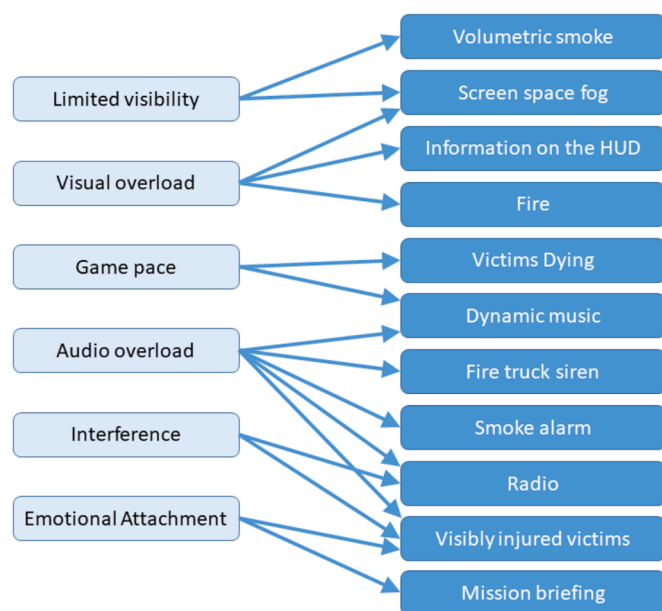 Limited visibility
Visual overload
Game pace
Audio overload
Interference
Emotional Attachment
Volumetric smoke
Screen space fog
Information on the HUD
Fire
Victims Dying
Dynamic music
Fire truck siren
Smoke alarm
Radio
Visibly injured victims
Mission briefing